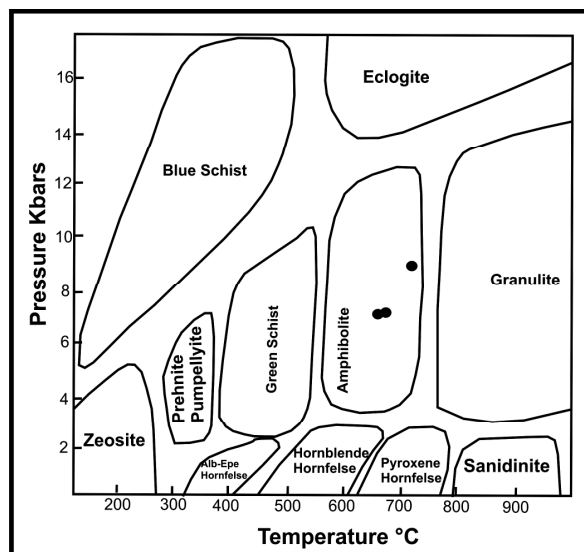 Eclogite
16
Blue Schist
14
12
Pressure Kbars
10
Granulite
8
Green Schist
Amphibolite
Prehnite
Pumpellyite
6
4
Zeosite
2
Alb-Epe
Hornfelse
Hornblende
Hornfelse
Pyroxene
Hornfelse
Sanidinite
200
300
400
500
600
700
800
900
Temperature °C